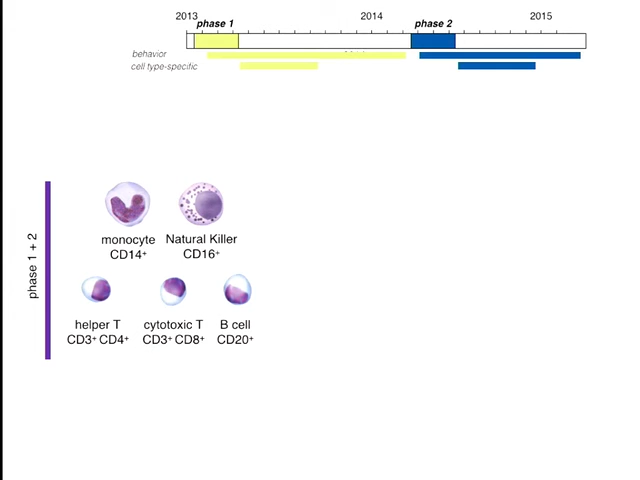 2013 2014 2015
phase 1 phase 2
behavior
cell type-specific
phase 1 + 2
monocyte Natural Killer
CD14+ CD16+
helper T cytotoxic T B cell
CD3+ CD4+ CD3+ CD8+ CD20+